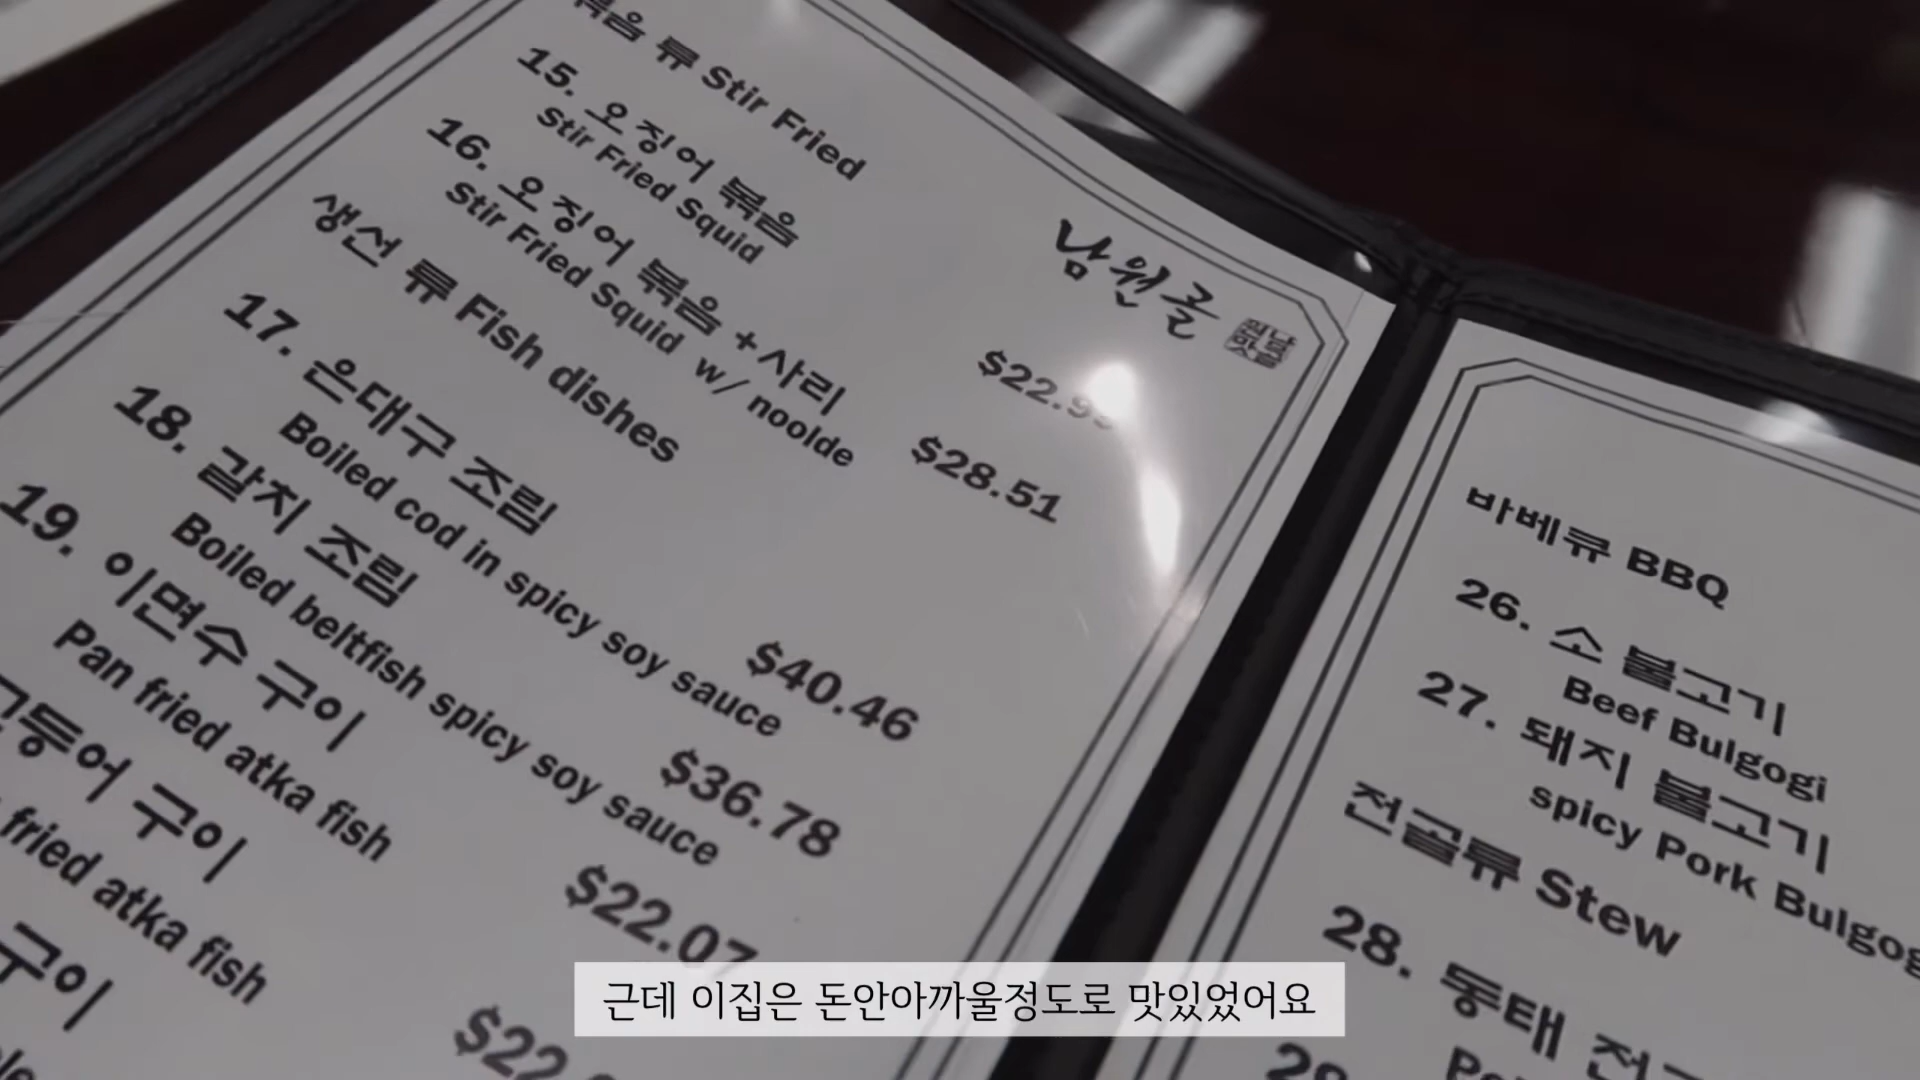 볶음 류 Stir Fried
남원골
15. 오징어 볶음
Stir Fried Squid
$22.99
16. 오징어 볶음 +사리
Stir Fried Squid w/ noolde
$28.51
생선 류 Fish dishes
17. 은대구 조림
Boiled cod in spicy soy sauce
$40.46
18. 갈치 조림
Boiled beltfish spicy soy sauce
$36.78
19. 이면수 구이
Pan fried atka fish
$22.07
고등어 구이
fried atka fish
구이
바베큐 BBQ
26. 소 불고기
Beef Bulgogi
27. 돼지 불고기
spicy Pork Bulgog
전골류 Stew
28. 동태
29.
근데 이집은 돈안아까울정도로 맛있었어요